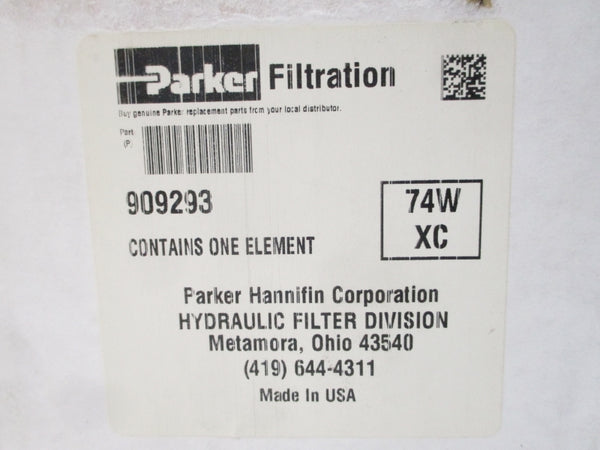 Parker Filtration
Buy genuine Parker replacement parts from your local distributor.
Part
(P)
909293
74W
XC
CONTAINS ONE ELEMENT
Parker Hannifin Corporation
HYDRAULIC FILTER DIVISION
Metamora, Ohio 43540
(419) 644-4311
Made In USA